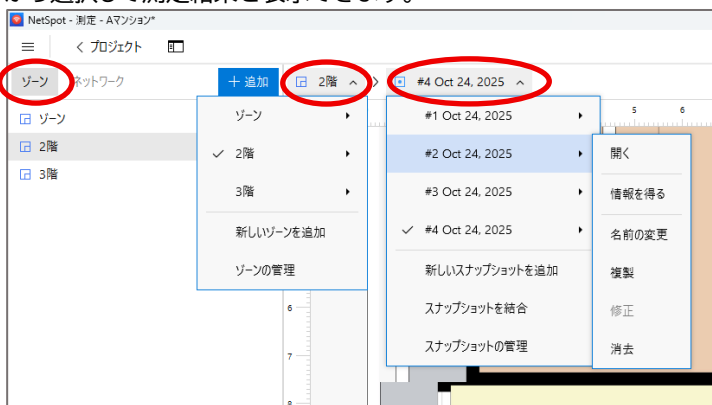 から選択して測定結果を表示できます。
NetSpot - 測定 - Aマンション*
く プロジェクト
ゾーン ネットワーク ＋ 追加 2階 > #4 Oct 24, 2025
ゾーン
2階
3階
ゾーン
2階
3階
新しいゾーンを追加
ゾーンの管理
#1 Oct 24, 2025
#2 Oct 24, 2025
#3 Oct 24, 2025
#4 Oct 24, 2025
新しいスナップショットを追加
スナップショットを結合
スナップショットの管理
開く
情報を得る
名前の変更
複製
修正
消去
5 6
6
7
8